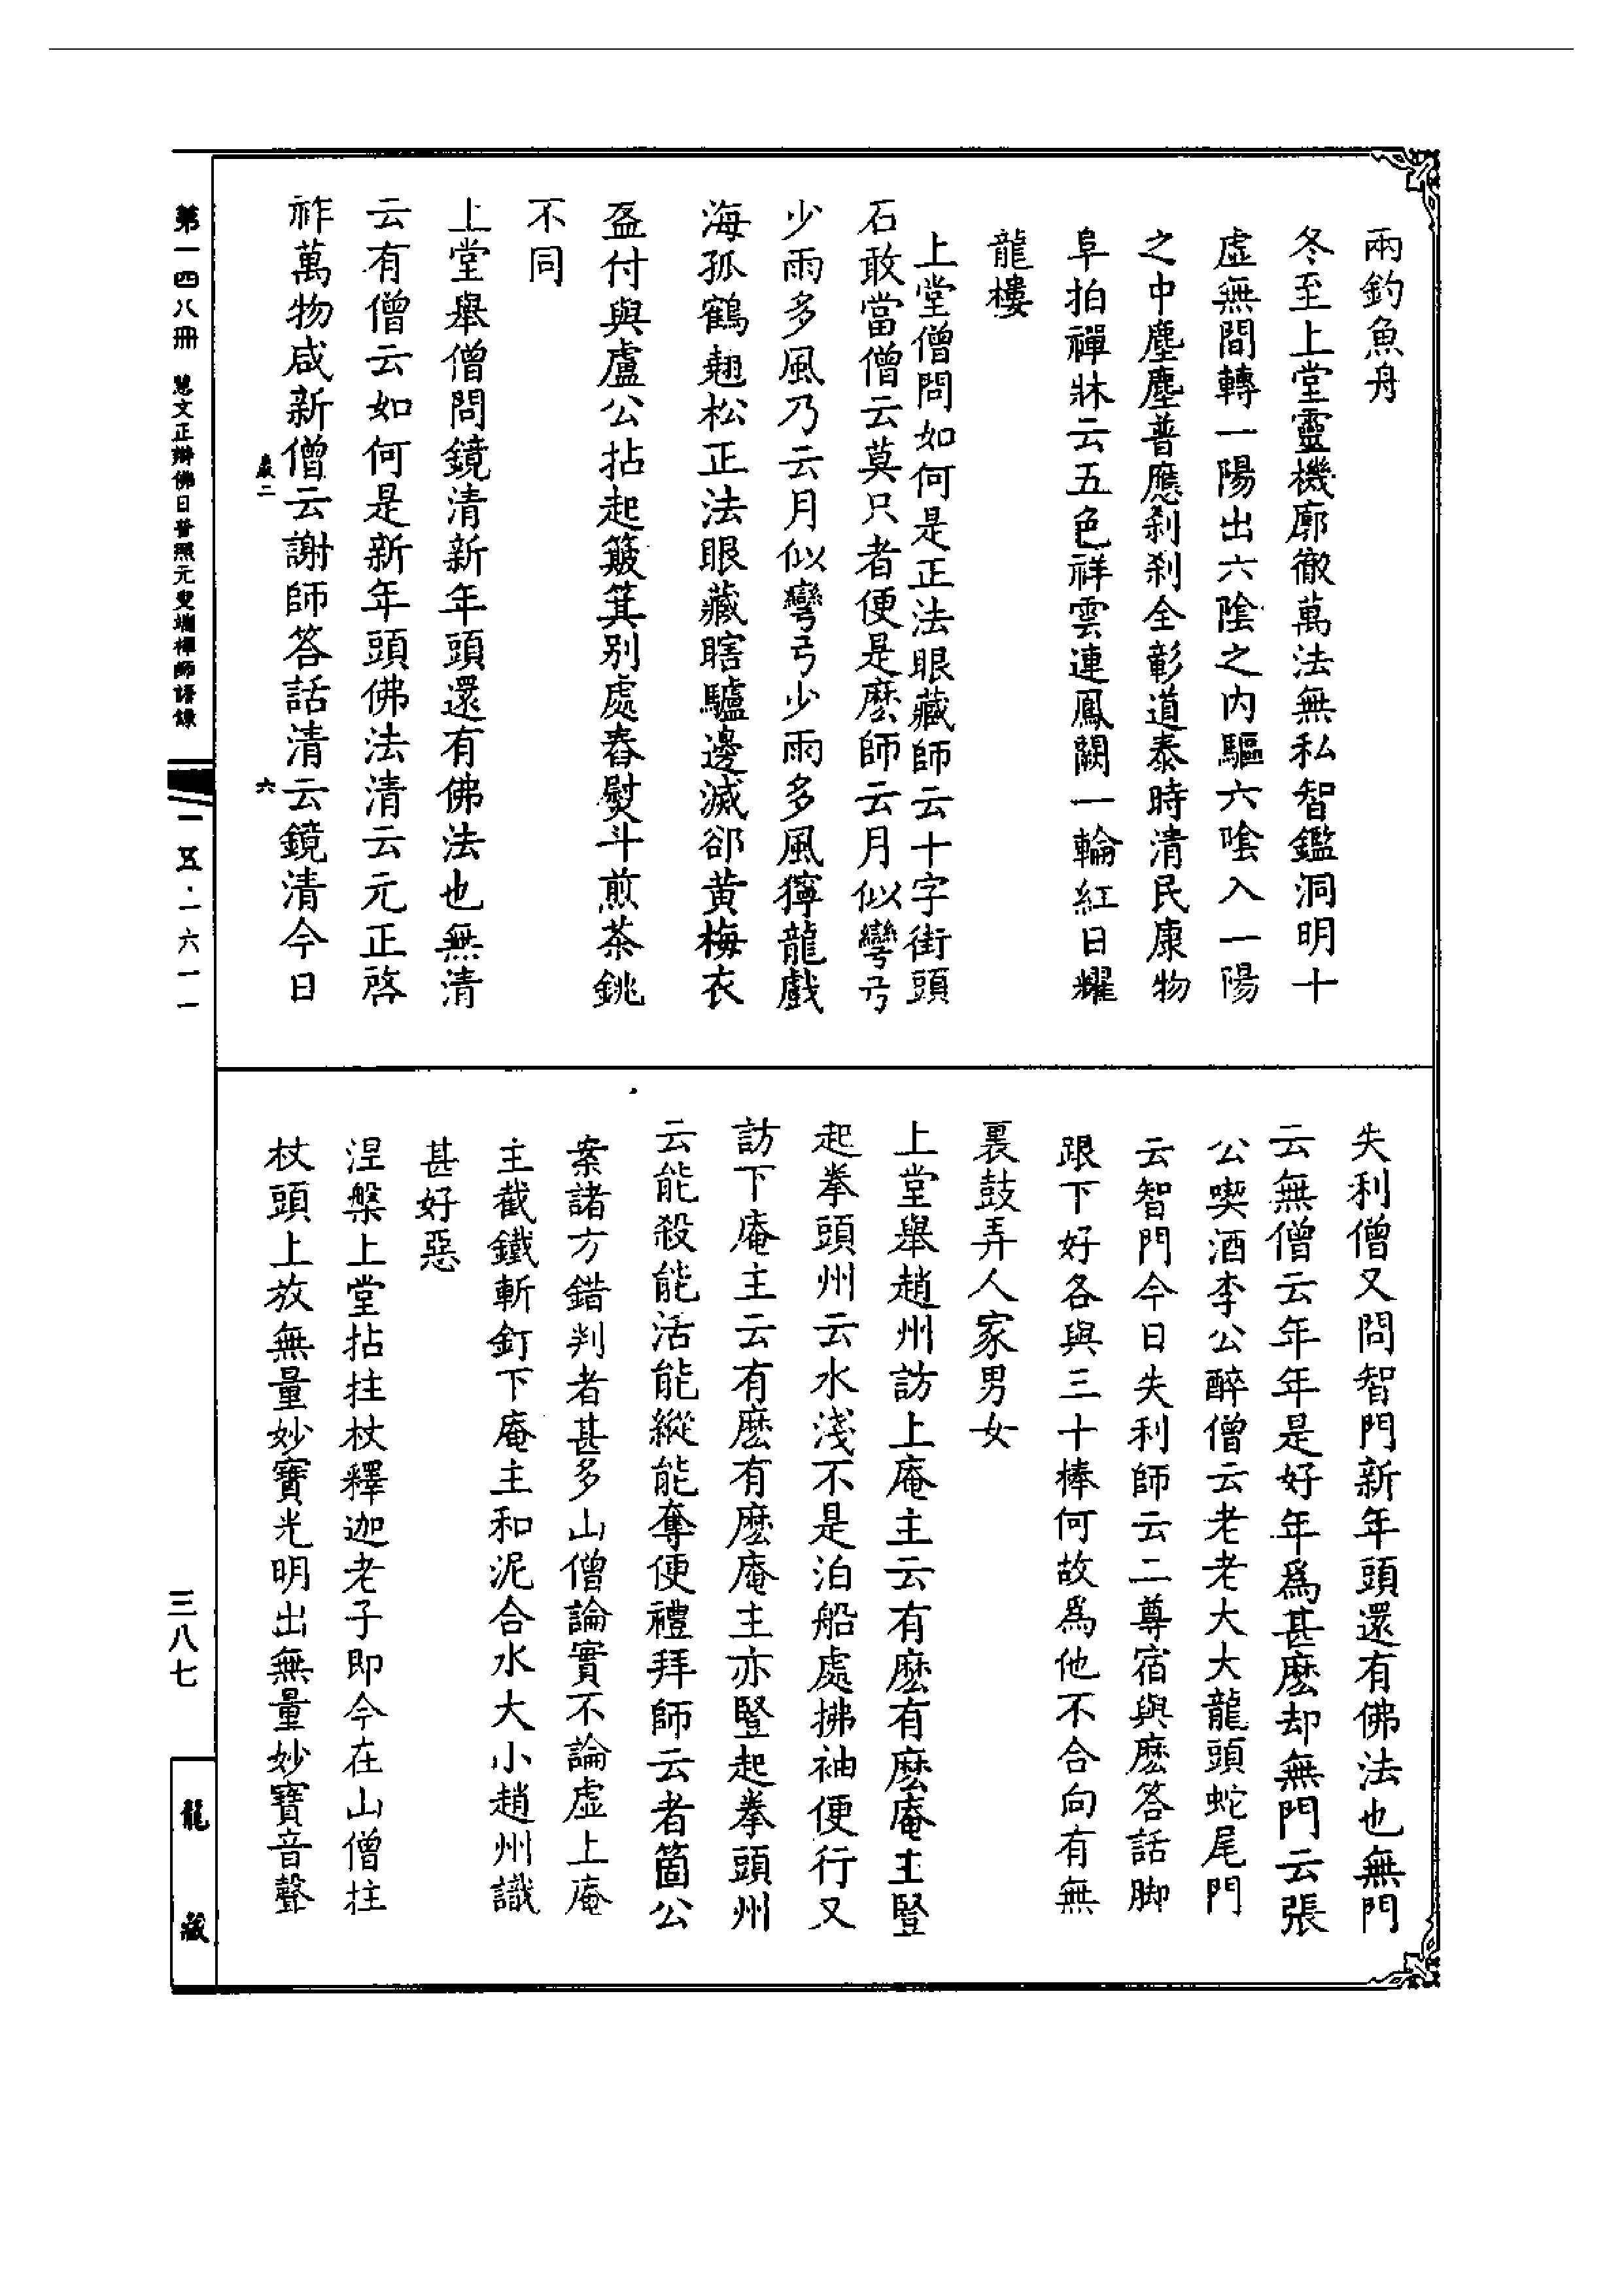 兩釣魚舟
冬至上堂靈機廓徹萬法無私智鑑洞明十
虛無間轉一陽出六陰之內驅六陰入一陽
之中塵塵普應刹刹全彰道泰時清民康物
阜拍禪牀云五色祥雲連鳳闕一輪紅日耀
龍樓
上堂僧問如何是正法眼藏師云十字街頭
石敢當僧云莫只者便是麽師云月似彎弓
少雨多風乃云月似彎弓少雨多風獰龍戲
海孤鶴翹松正法眼藏瞎驢邊滅郤黃梅衣
盔付與盧公拈起簸箕別處舂熨斗煎茶銚
不同
上堂舉僧問鏡清新年頭還有佛法也無清
云有僧云如何是新年頭佛法清云元正啓
祚萬物咸新僧云謝師答話清云鏡清今日
嚴二
六
失利僧又問智門新年頭還有佛法也無門
云無僧云年年是好年爲甚麽却無門云張
公喫酒李公醉僧云老老大大龍頭蛇尾門
云智門今日失利師云二尊宿與麽答話脚
跟下好各與三十棒何故爲他不合向有無
裏鼓弄人家男女
上堂舉趙州訪上庵主云有麽有麽庵主豎
起拳頭州云水淺不是泊船處拂袖便行又
訪下庵主云有麽有麽庵主亦豎起拳頭州
云能殺能活能縱能奪便禮拜師云者箇公
案諸方錯判者甚多山僧論實不論虛上庵
主截鐵斬釘下庵主和泥合水大小趙州識
甚好惡
涅槃上堂拈拄杖釋迦老子即今在山僧拄
杖頭上放無量妙寶光明出無量妙寶音聲
第一四八冊 慧文正辯佛日普照元叟端禪師語錄
一五·一六一一
三八七
龍藏